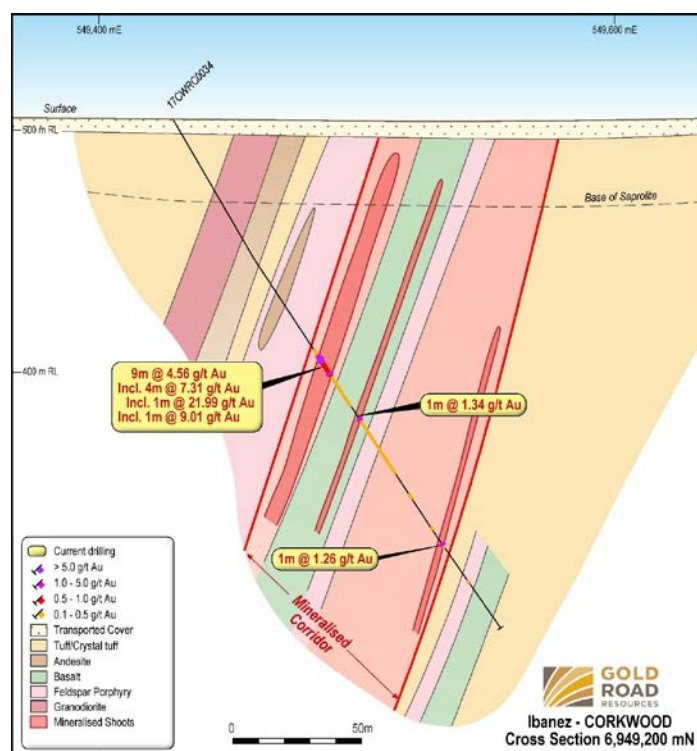 549,400 mE
549,600 mE
17CWRC0034
Surface
500 m RL
Base of Saprolite
400 m RL
9m @ 4.56 g/t Au
Incl. 4m @ 7.31 g/t Au
Incl. 1m @ 21.99 g/t Au
Incl. 1m @ 9.01 g/t Au
1m @ 1.34 g/t Au
1m @ 1.26 g/t Au
Mineralised
Corridor
Current drilling
> 5.0 g/t Au
1.0 - 5.0 g/t Au
0.5 - 1.0 g/t Au
0.1 - 0.5 g/t Au
Transported Cover
Tuff/Crystal tuff
Andesite
Basalt
Feldspar Porphyry
Granodiorite
Mineralised Shoots
0
50m
GOLD
ROAD
RESOURCES
Ibanez - CORKWOOD
Cross Section 6,949,200 mN